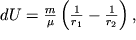 dU = \frac{m}{\mu} \left( \frac{1}{r_1} - \frac{1}{r_2} \right),